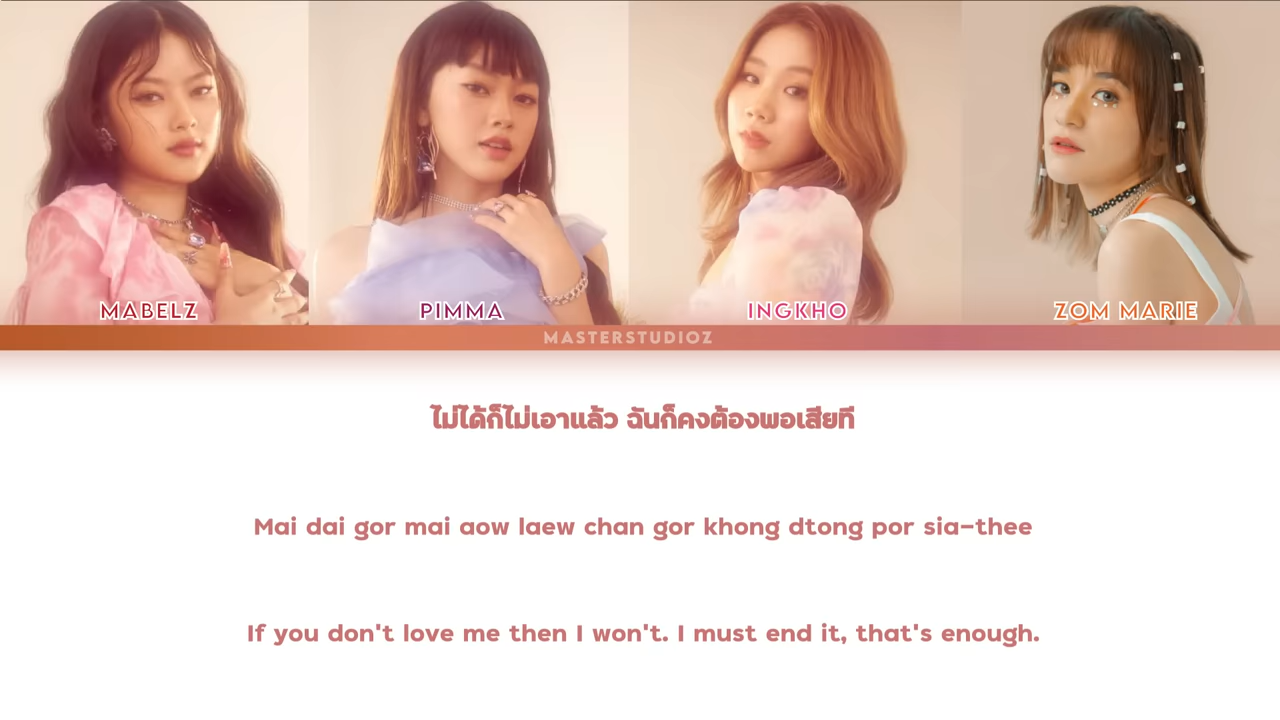 MABELZ
PIMMA
INGKHO
ZOM MARIE
MASTERSTUDIOZ
ไม่ได้ก็ไม่เอาแล้ว ฉันก็คงต้องพอเสียที
Mai dai gor mai aow laew chan gor khong dtong por sia-thee
If you don't love me then I won't. I must end it, that's enough.